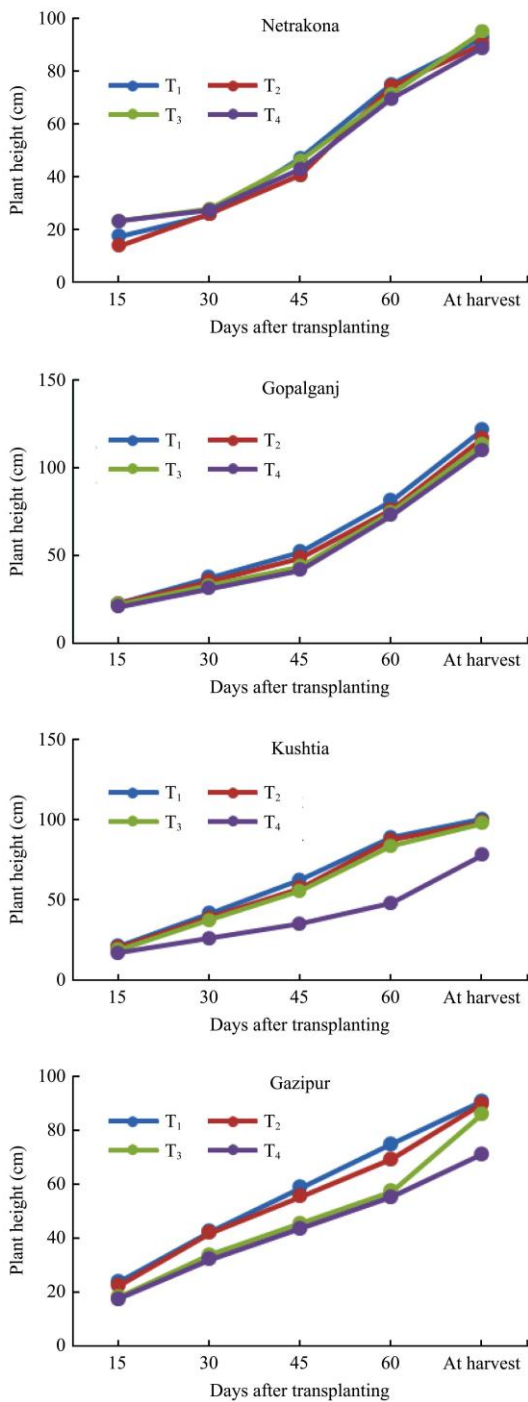 Netrakona
100
80
60
40
20
0
Plant height (cm)
T₁ T₂
T₃ T₄
15 30 45 60 At harvest
Days after transplanting
Gopalganj
150
100
50
0
Plant height (cm)
T₁ T₂
T₃ T₄
15 30 45 60 At harvest
Days after transplanting
Kushtia
150
100
50
0
Plant height (cm)
T₁ T₂
T₃ T₄
15 30 45 60 At harvest
Days after transplanting
Gazipur
100
80
60
40
20
0
Plant height (cm)
T₁ T₂
T₃ T₄
15 30 45 60 At harvest
Days after transplanting